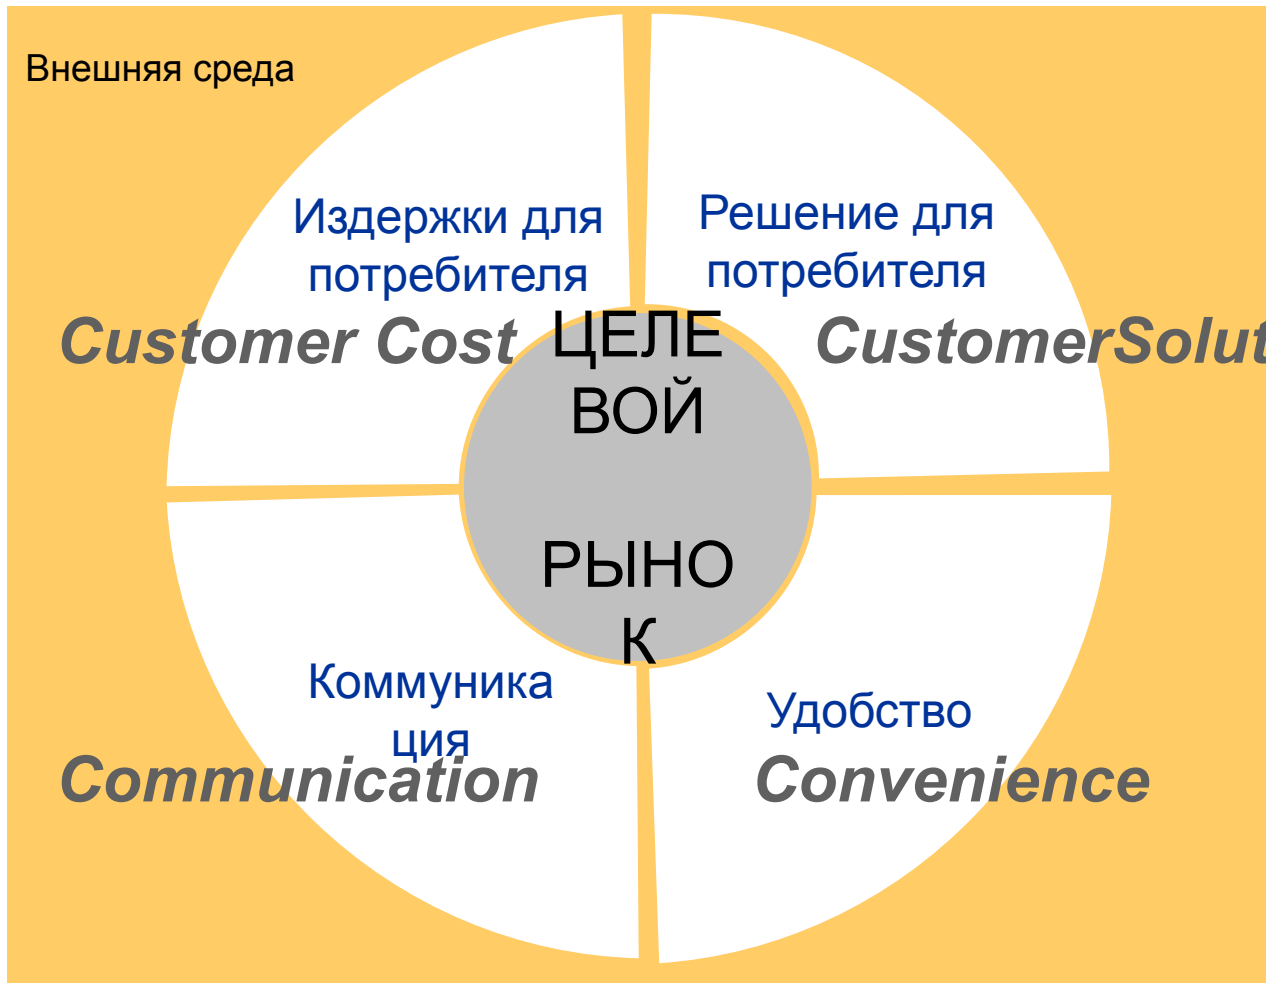 Внешняя среда
Издержки для
потребителя
Customer Cost
Решение для
потребителя
CustomerSolut
ЦЕЛЕ
ВОЙ
РЫНО
К
Коммуника
ция
Communication
Удобство
Convenience